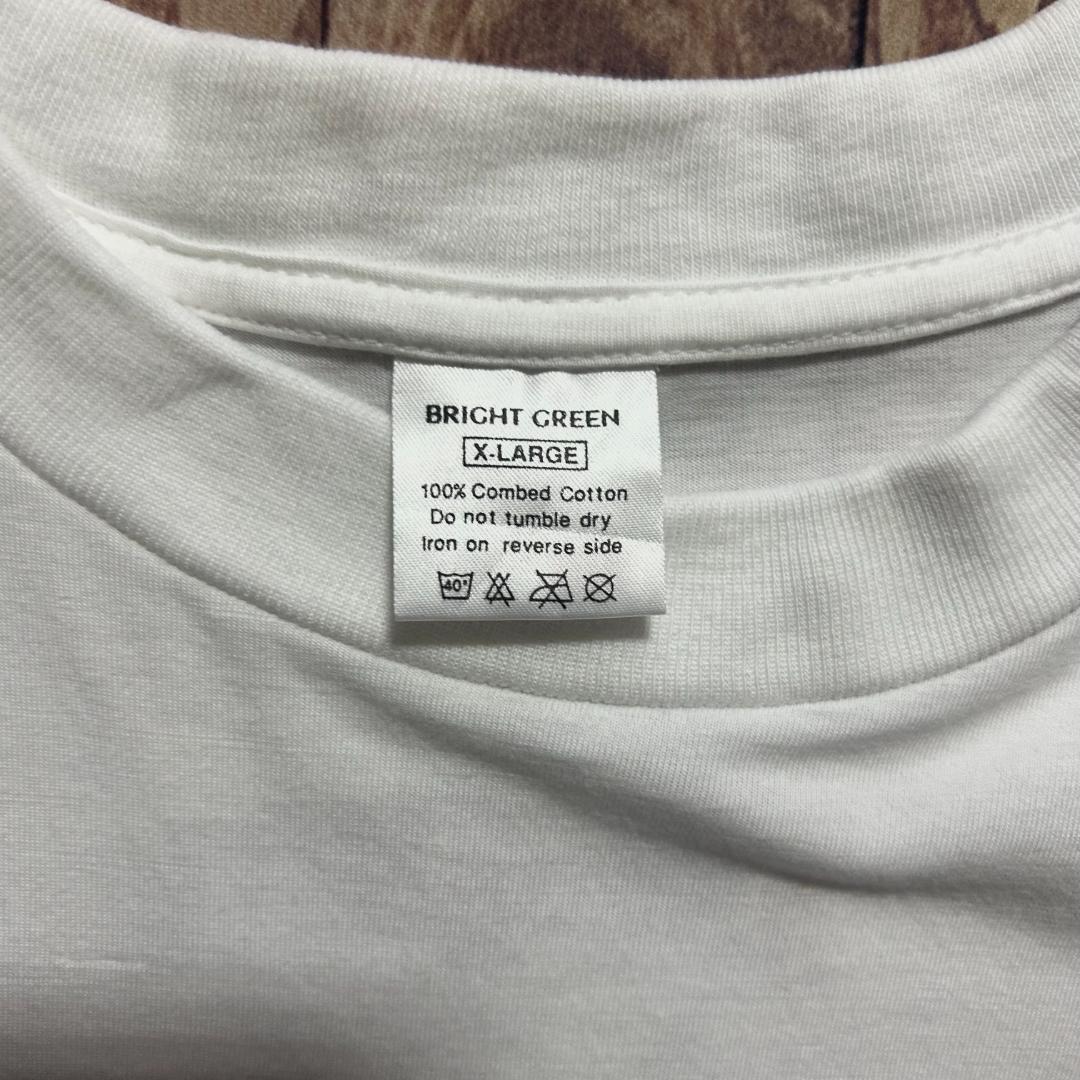 BRIGHT GREEN
X-LARGE
100% Combed Cotton
Do not tumble dry
Iron on reverse side
40°